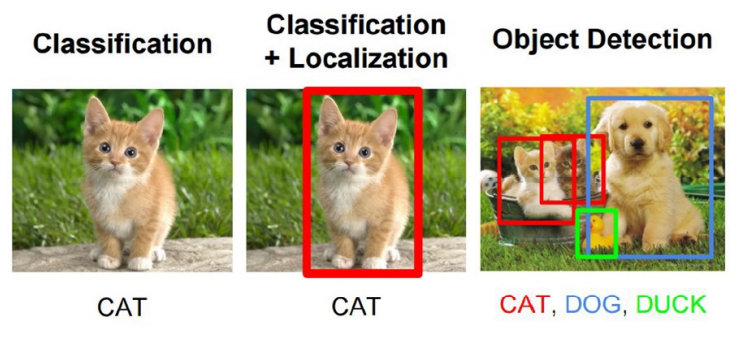 Classification
Classification
+ Localization
Object Detection
CAT
CAT
CAT, DOG, DUCK